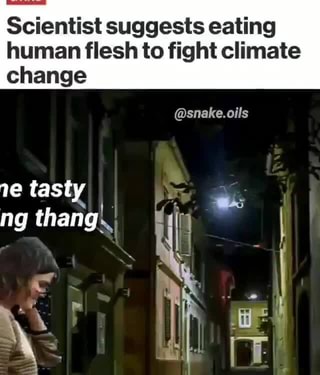 Scientist suggests eating
human flesh to fight climate
change
@snake.oils
ne tasty
ng thang